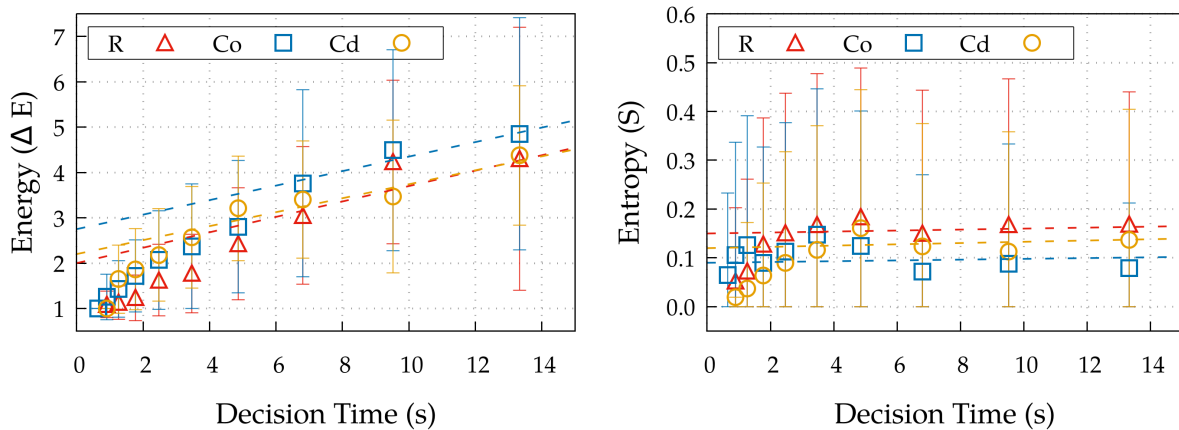 R Co Cd
7
6
5
4
3
2
1
0 2 4 6 8 10 12 14
Energy (Δ E)
Decision Time (s)
R Co Cd
0.6
0.5
0.4
0.3
0.2
0.1
0.0
0 2 4 6 8 10 12 14
Entropy (S)
Decision Time (s)